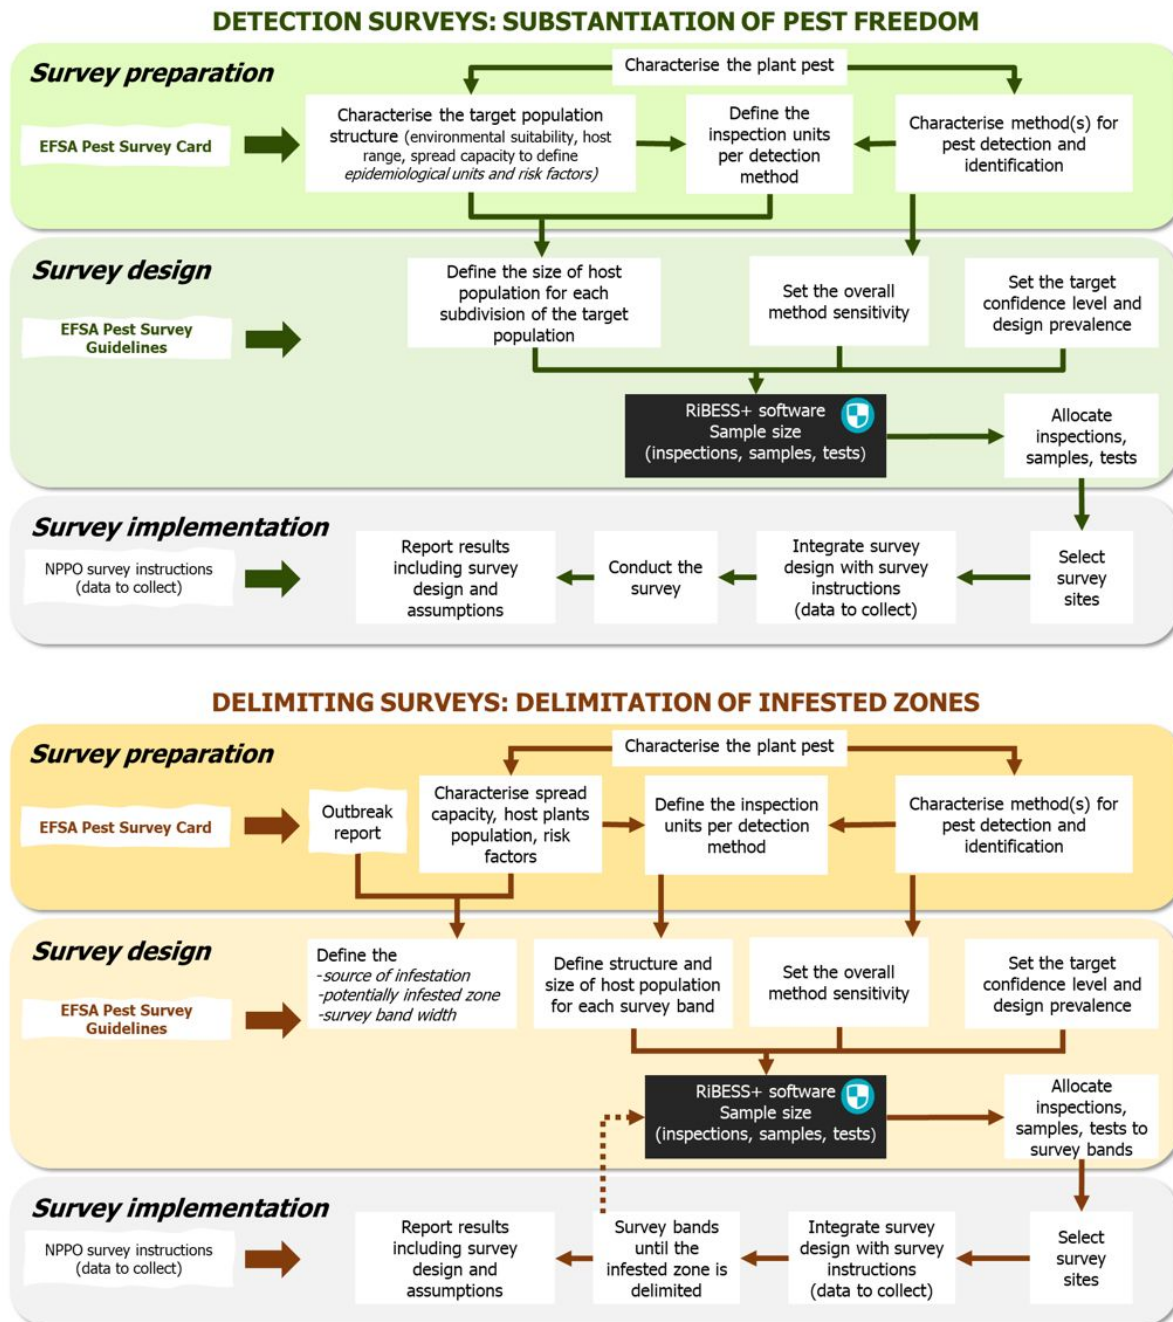 DETECTION SURVEYS: SUBSTANTIATION OF PEST FREEDOM
Survey preparation
Characterise the plant pest
EFSA Pest Survey Card
Characterise the target population
structure (environmental suitability, host
range, spread capacity to define
epidemiological units and risk factors)
Define the
inspection units
per detection
method
Characterise method(s) for
pest detection and
identification
Survey design
EFSA Pest Survey
Guidelines
Define the size of host
population for each
subdivision of the target
population
Set the overall
method sensitivity
Set the target
confidence level and
design prevalence
RiBESS+ software
Sample size
(inspections, samples, tests)
Allocate
inspections,
samples, tests
Survey implementation
NPPO survey instructions
(data to collect)
Report results
including survey
design and
assumptions
Conduct the
survey
Integrate survey
design with survey
instructions
(data to collect)
Select
survey
sites
DELIMITING SURVEYS: DELIMITATION OF INFESTED ZONES
Survey preparation
Characterise the plant pest
EFSA Pest Survey Card
Outbreak
report
Characterise spread
capacity, host plants
population, risk
factors
Define the inspection
units per detection
method
Characterise method(s) for
pest detection and
identification
Survey design
EFSA Pest Survey
Guidelines
Define the
-source of infestation
-potentially infested zone
-survey band width
Define structure and
size of host population
for each survey band
Set the overall
method sensitivity
Set the target
confidence level and
design prevalence
RiBESS+ software
Sample size
(inspections, samples, tests)
Allocate
inspections,
samples, tests to
survey bands
Survey implementation
NPPO survey instructions
(data to collect)
Report results
including survey
design and
assumptions
Survey bands
until the
infested zone is
delimited
Integrate survey
design with survey
instructions
(data to collect)
Select
survey
sites